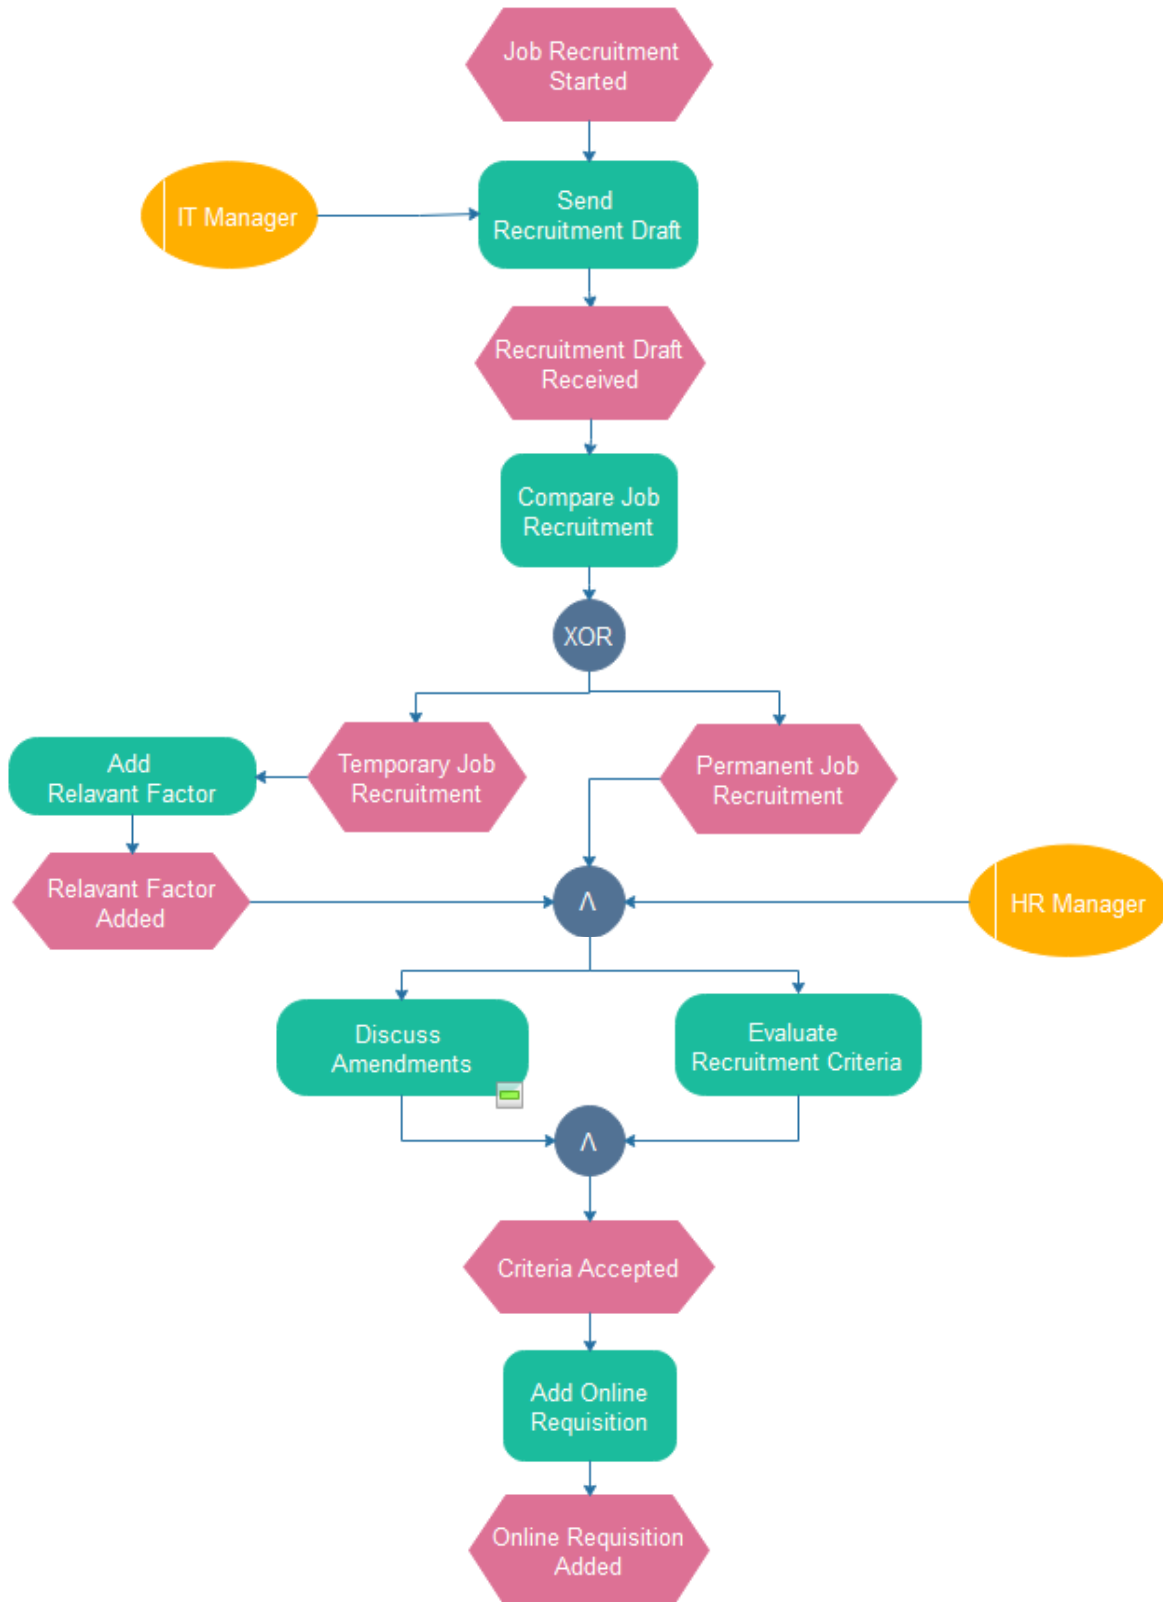 Job Recruitment
Started
Send
Recruitment Draft
IT Manager
Recruitment Draft
Received
Compare Job
Recruitment
XOR
Add
Relavant Factor
Temporary Job
Recruitment
Permanent Job
Recruitment
Relavant Factor
Added
Λ
HR Manager
Discuss
Amendments
Evaluate
Recruitment Criteria
Λ
Criteria Accepted
Add Online
Requisition
Online Requisition
Added